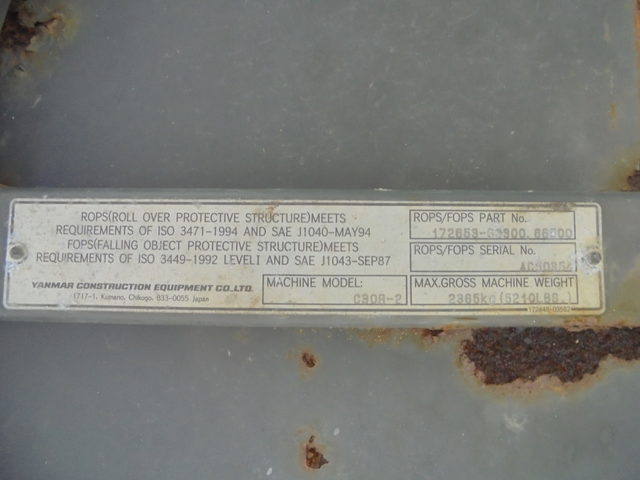 ROPS(ROLL OVER PROTECTIVE STRUCTURE)MEETS
REQUIREMENTS OF ISO 3471-1994 AND SAE J1040-MAY94
FOPS(FALLING OBJECT PROTECTIVE STRUCTURE)MEETS
REQUIREMENTS OF ISO 3449-1992 LEVELI AND SAE J1043-SEP87
YANMAR CONSTRUCTION EQUIPMENT CO.,LTD.
1717-1, Kumano, Chikugo, 833-0055 Japan
MACHINE MODEL:
C30R-2
ROPS/FOPS PART No.
ROPS/FOPS SERIAL No.
MAX.GROSS MACHINE WEIGHT
2365kg(5210LBS.)